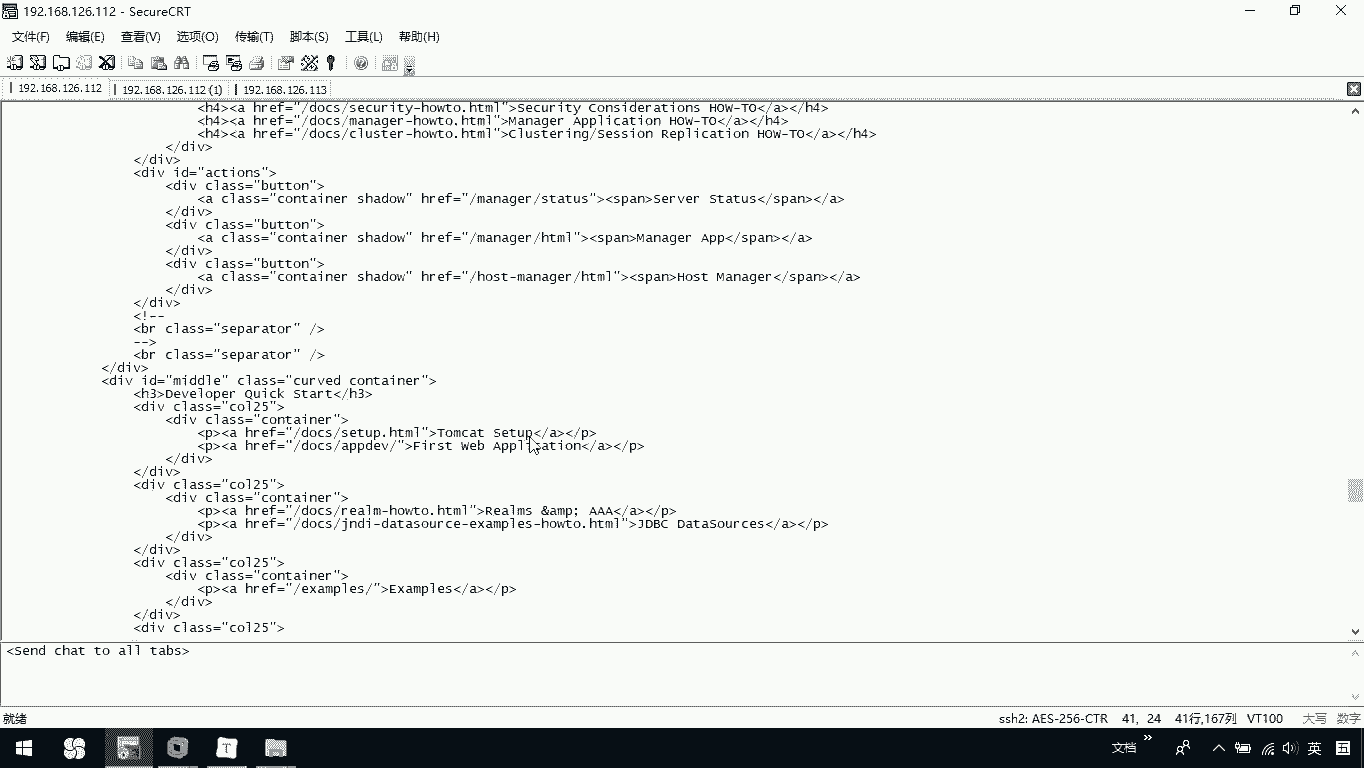 192.168.126.112 - SecureCRT
文件(F) 编辑(E) 查看(V) 选项(O) 传输(T) 脚本(S) 工具(L) 帮助(H)
192.168.126.112 192.168.126.112 (1) 192.168.126.113
<h4><a href="/docs/security-howto.html">Security Considerations HOW-TO</a></h4>
<h4><a href="/docs/manager-howto.html">Manager Application HOW-TO</a></h4>
<h4><a href="/docs/cluster-howto.html">Clustering/Session Replication HOW-TO</a></h4>
</div>
</div>
<div id="actions">
<div class="button">
<a class="container shadow" href="/manager/status"><span>Server Status</span></a>
</div>
<div class="button">
<a class="container shadow" href="/manager/html"><span>Manager App</span></a>
</div>
<div class="button">
<a class="container shadow" href="/host-manager/html"><span>Host Manager</span></a>
</div>
</div>
<!--
<br class="separator" />
-->
<br class="separator" />
</div>
<div id="middle" class="curved container">
<h3>Developer Quick Start</h3>
<div class="col25">
<div class="container">
<p><a href="/docs/setup.html">Tomcat Setup</a></p>
<p><a href="/docs/appdev/">First Web Application</a></p>
</div>
</div>
<div class="col25">
<div class="container">
<p><a href="/docs/realm-howto.html">Realms &amp; AAA</a></p>
<p><a href="/docs/jndi-datasource-examples-howto.html">JDBC DataSources</a></p>
</div>
</div>
<div class="col25">
<div class="container">
<p><a href="/examples/">Examples</a></p>
</div>
</div>
<div class="col25">
<Send chat to all tabs>
就绪 ssh2: AES-256-CTR 41, 24 41行,167列 VT100 大写 数字
文档 英 五